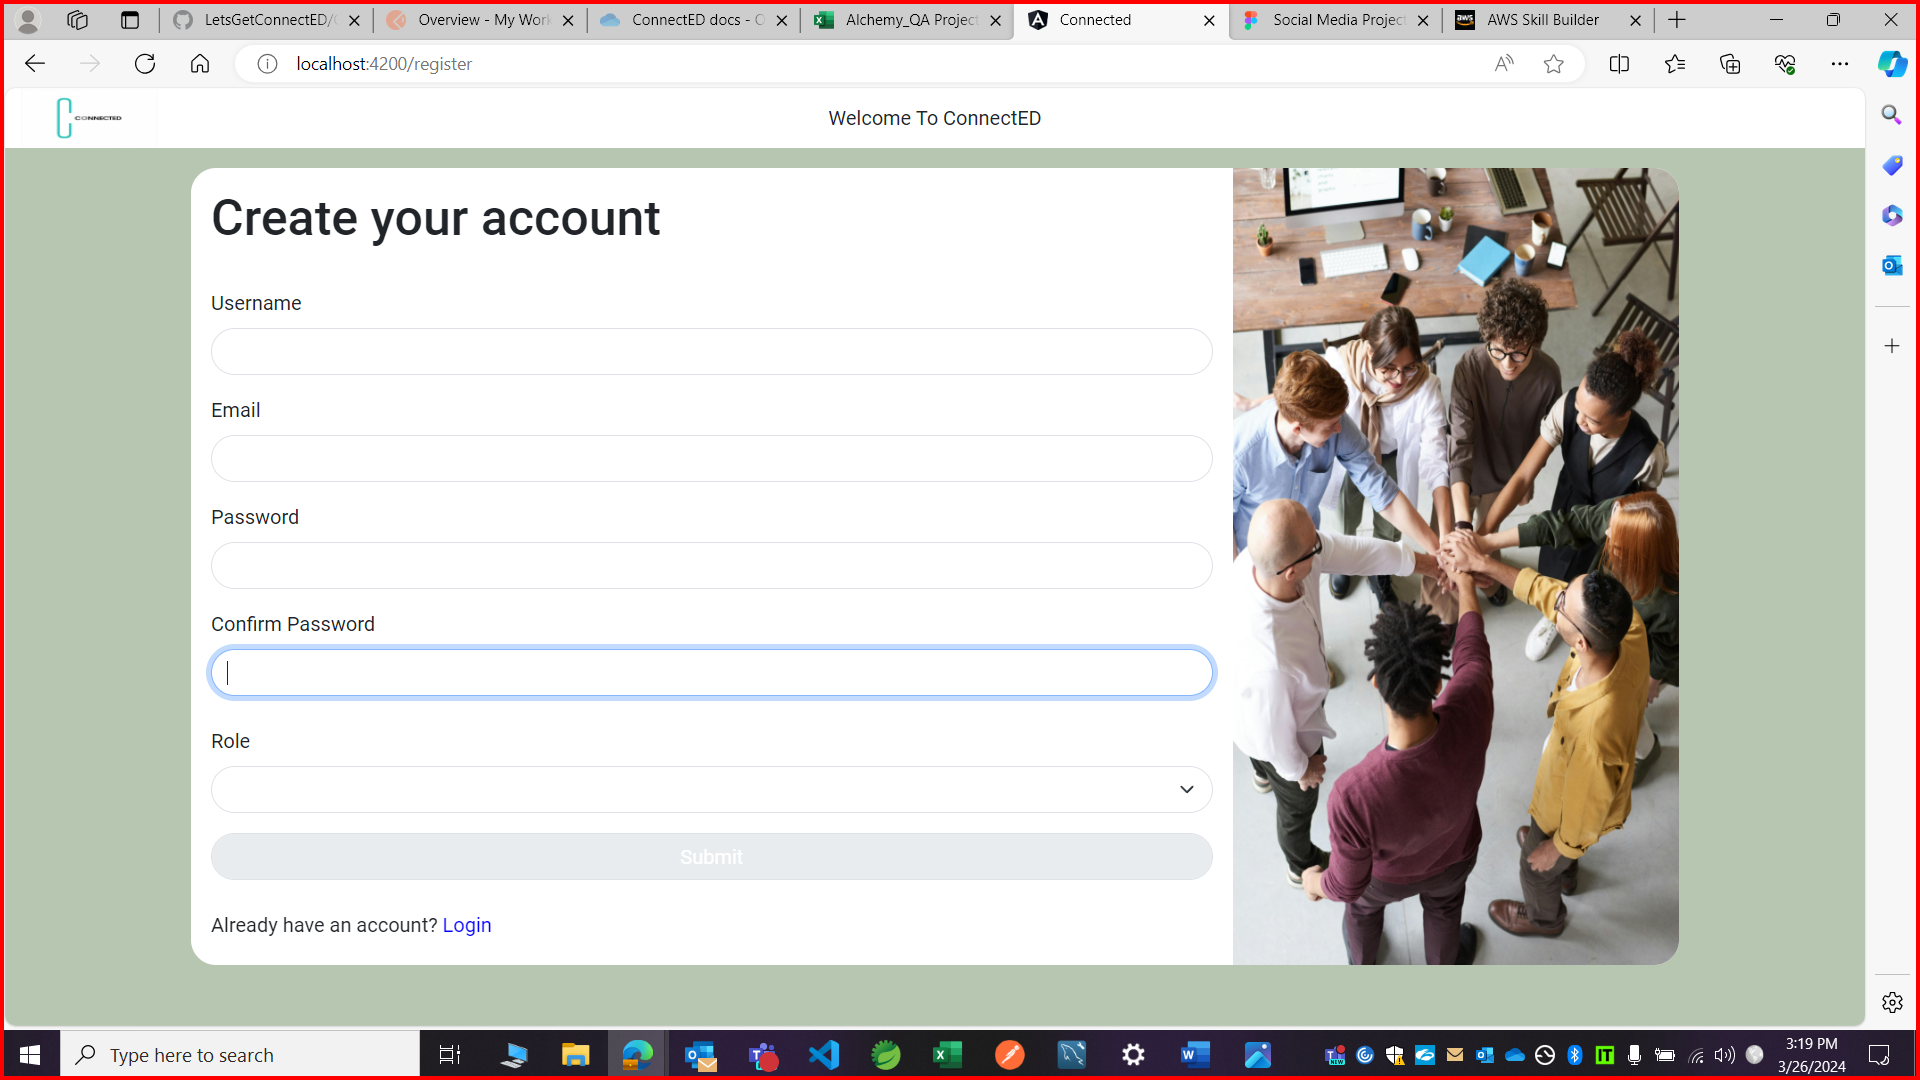 LetsGetConnectED/
Overview - My Work
ConnectED docs - O
Alchemy_QA Project
Connected
Social Media Project
AWS Skill Builder
localhost:4200/register
CONNECTED
Welcome To ConnectED
Create your account
Username
Email
Password
Confirm Password
Role
Submit
Already have an account? Login
Type here to search
3:19 PM
3/26/2024